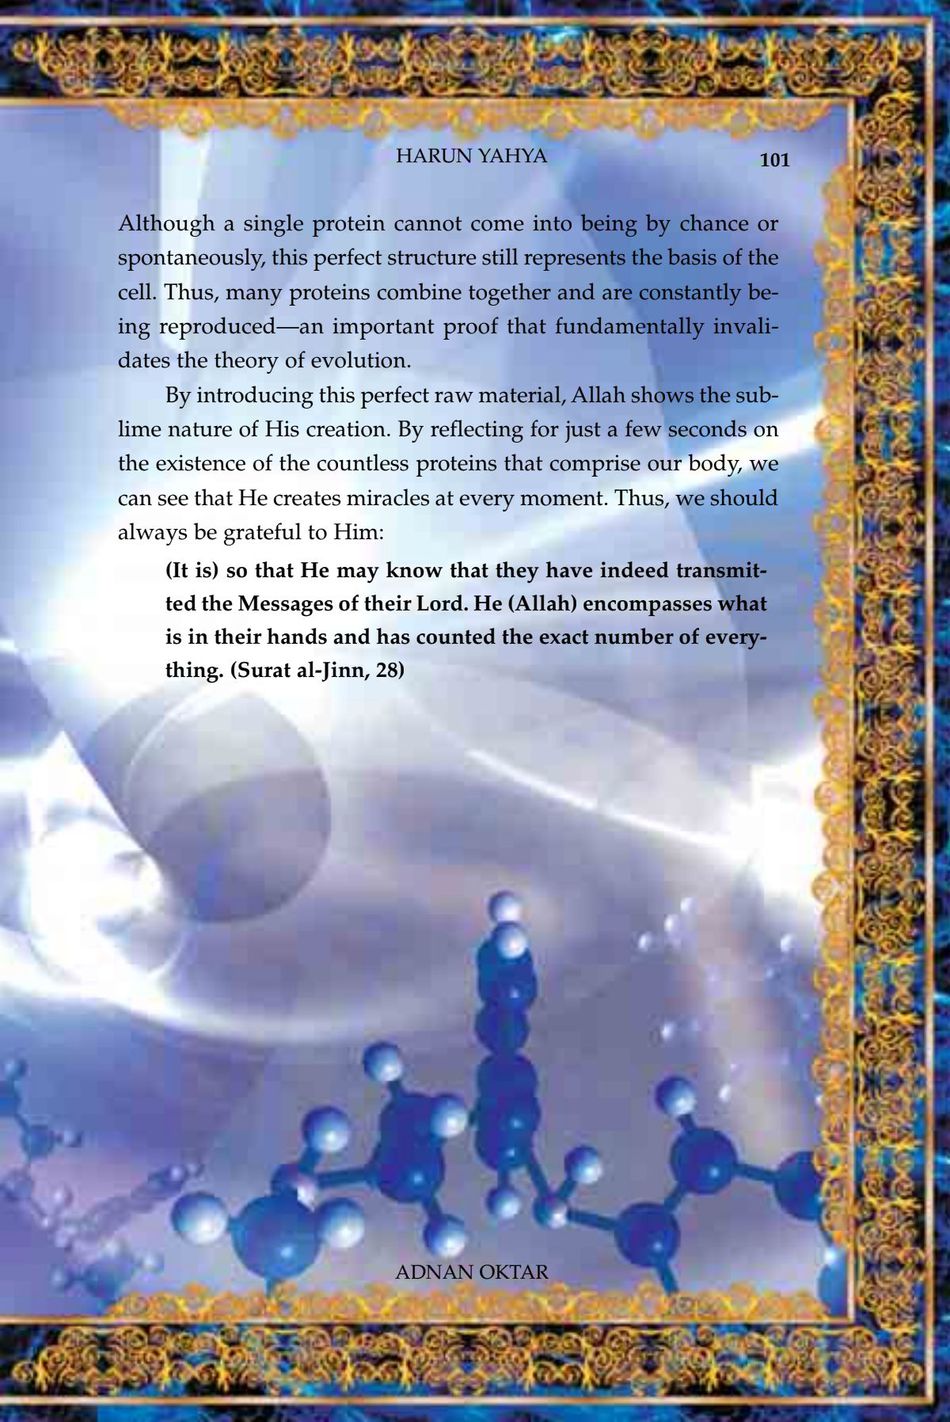 HARUN YAHYA
101
Although a single protein cannot come into being by chance or
spontaneously, this perfect structure still represents the basis of the
cell. Thus, many proteins combine together and are constantly be-
ing reproduced—an important proof that fundamentally invali-
dates the theory of evolution.
By introducing this perfect raw material, Allah shows the sub-
lime nature of His creation. By reflecting for just a few seconds on
the existence of the countless proteins that comprise our body, we
can see that He creates miracles at every moment. Thus, we should
always be grateful to Him:
(It is) so that He may know that they have indeed transmit-
ted the Messages of their Lord. He (Allah) encompasses what
is in their hands and has counted the exact number of every-
thing. (Surat al-Jinn, 28)
ADNAN OKTAR